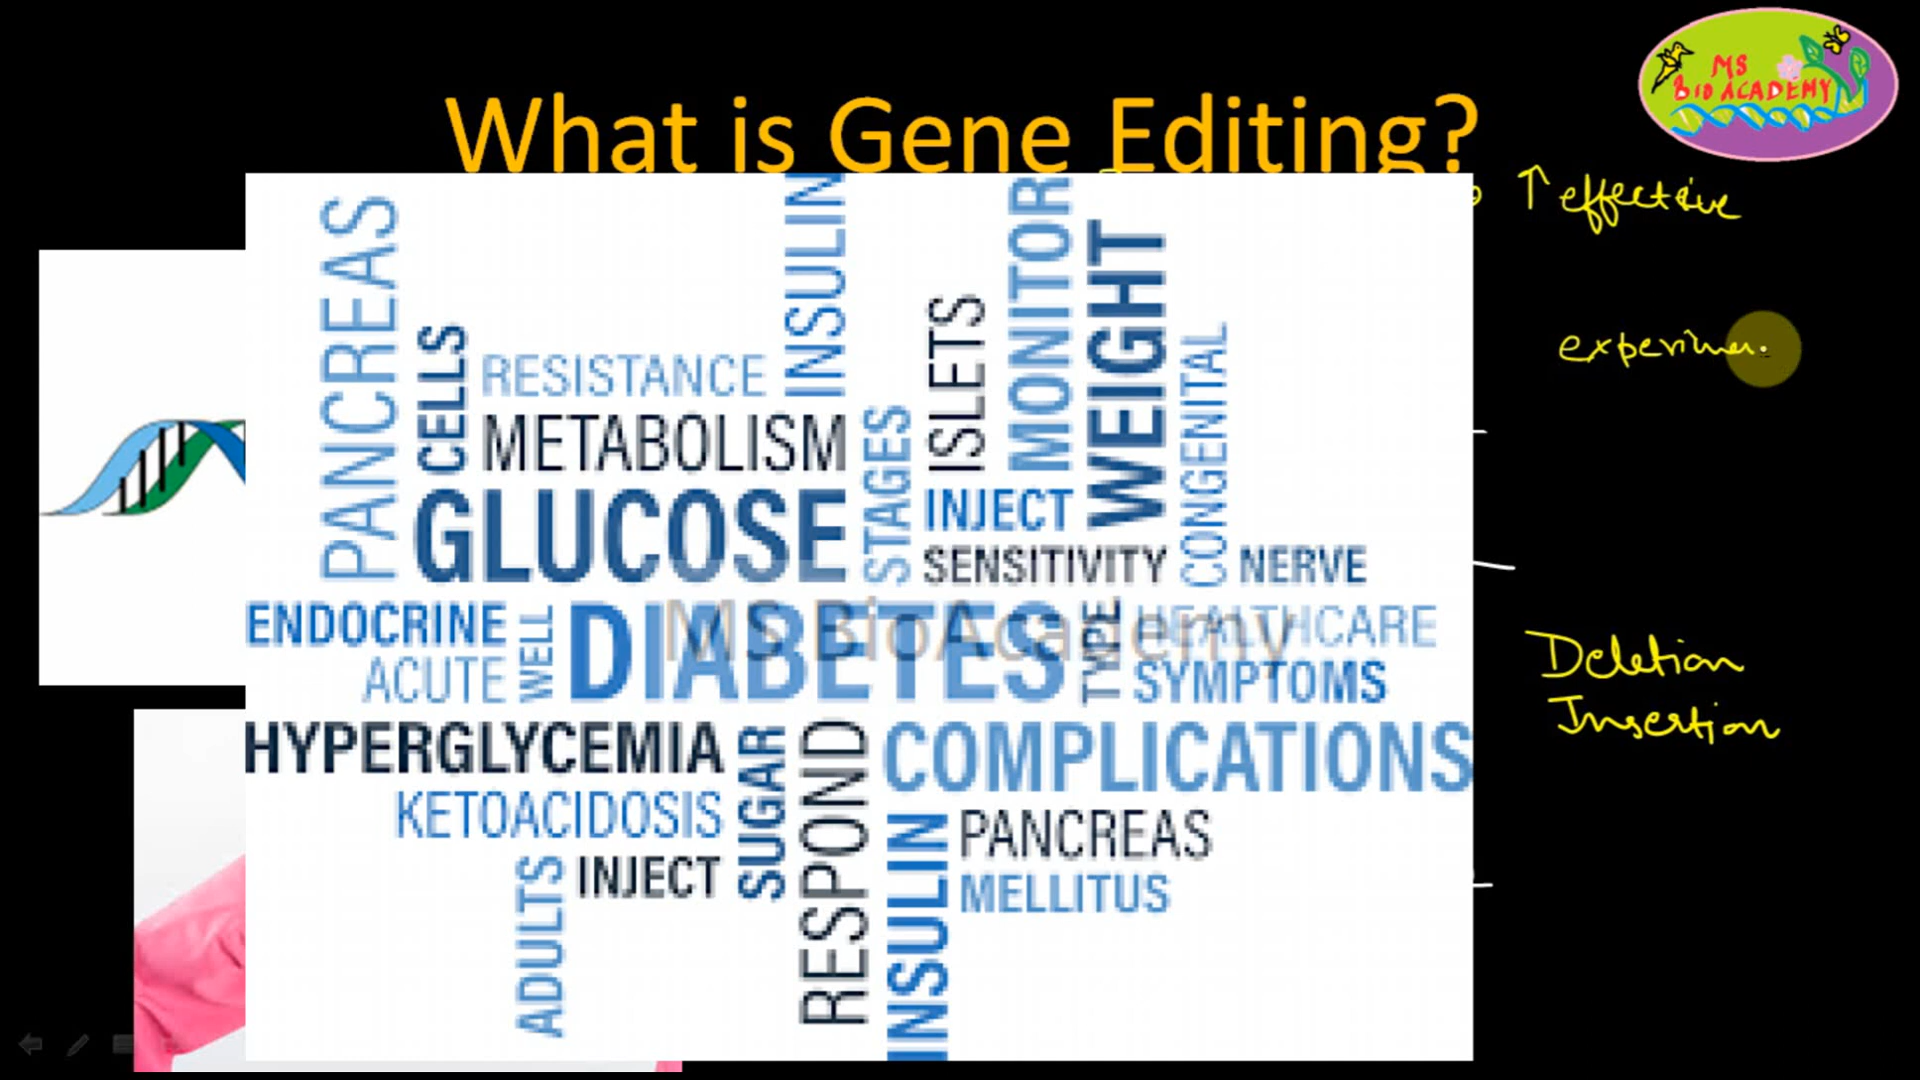 MS
BIO ACADEMY
What is Gene Editing?
↑ effective
experimen
Deletion
Insertion
PANCREAS
CELLS
RESISTANCE
INSULIN
METABOLISM
GLUCOSE
STAGES
ISLETS
MONITOR
WEIGHT
CONGENITAL
INJECT
SENSITIVITY
NERVE
ENDOCRINE
ACUTE
WELL
DIABETES
TYPE
HEALTHCARE
SYMPTOMS
MS BioAcademy
HYPERGLYCEMIA
KETOACIDOSIS
ADULTS
INJECT
SUGAR
RESPOND
COMPLICATIONS
INSULIN
PANCREAS
MELLITUS